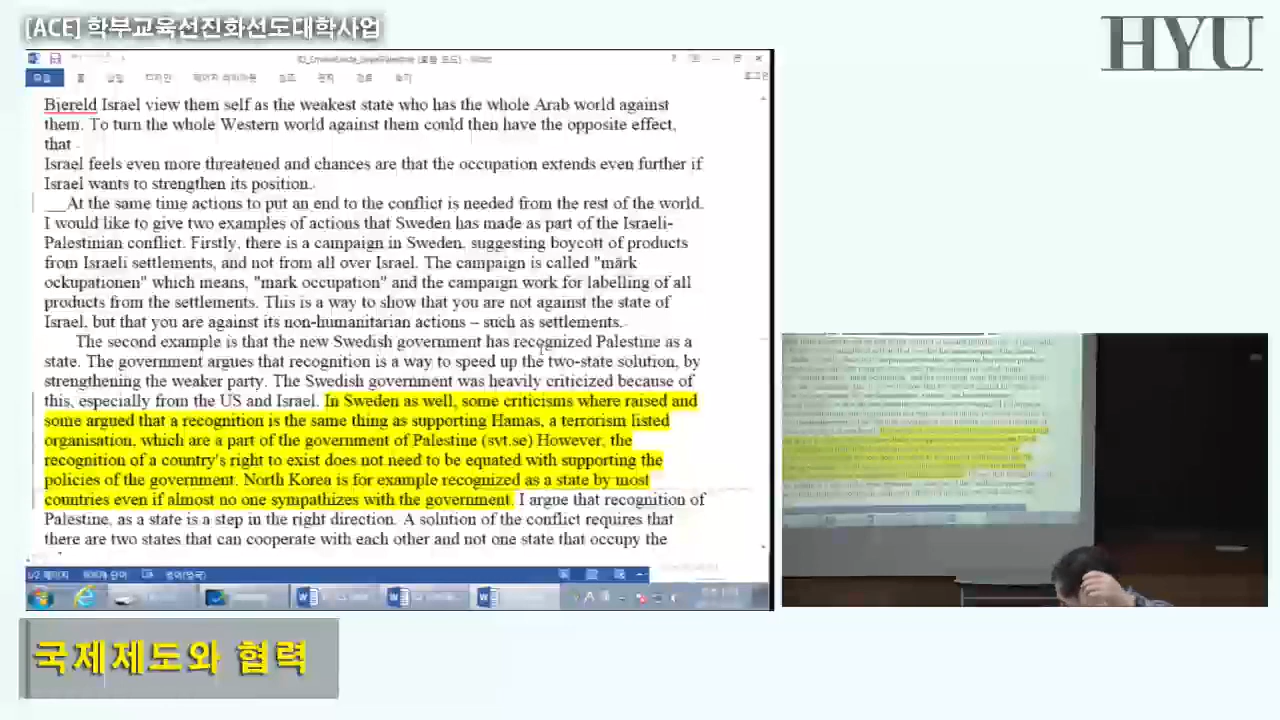 [ACE] 학부교육선진화선도대학사업
HYU
Bjereld Israel view them self as the weakest state who has the whole Arab world against
them. To turn the whole Western world against them could then have the opposite effect,
that
Israel feels even more threatened and chances are that the occupation extends even further if
Israel wants to strengthen its position.
__At the same time actions to put an end to the conflict is needed from the rest of the world.
I would like to give two examples of actions that Sweden has made as part of the Israeli-
Palestinian conflict. Firstly, there is a campaign in Sweden, suggesting boycott of products
from Israeli settlements, and not from all over Israel. The campaign is called "märk
ockupationen" which means, "mark occupation" and the campaign work for labelling of all
products from the settlements. This is a way to show that you are not against the state of
Israel, but that you are against its non-humanitarian actions – such as settlements.
The second example is that the new Swedish government has recognized Palestine as a
state. The government argues that recognition is a way to speed up the two-state solution, by
strengthening the weaker party. The Swedish government was heavily criticized because of
this, especially from the US and Israel. In Sweden as well, some criticisms where raised and
some argued that a recognition is the same thing as supporting Hamas, a terrorism listed
organisation, which are a part of the government of Palestine (svt.se) However, the
recognition of a country's right to exist does not need to be equated with supporting the
policies of the government. North Korea is for example recognized as a state by most
countries even if almost no one sympathizes with the government. I argue that recognition of
Palestine, as a state is a step in the right direction. A solution of the conflict requires that
there are two states that can cooperate with each other and not one state that occupy the
국제제도와 협력